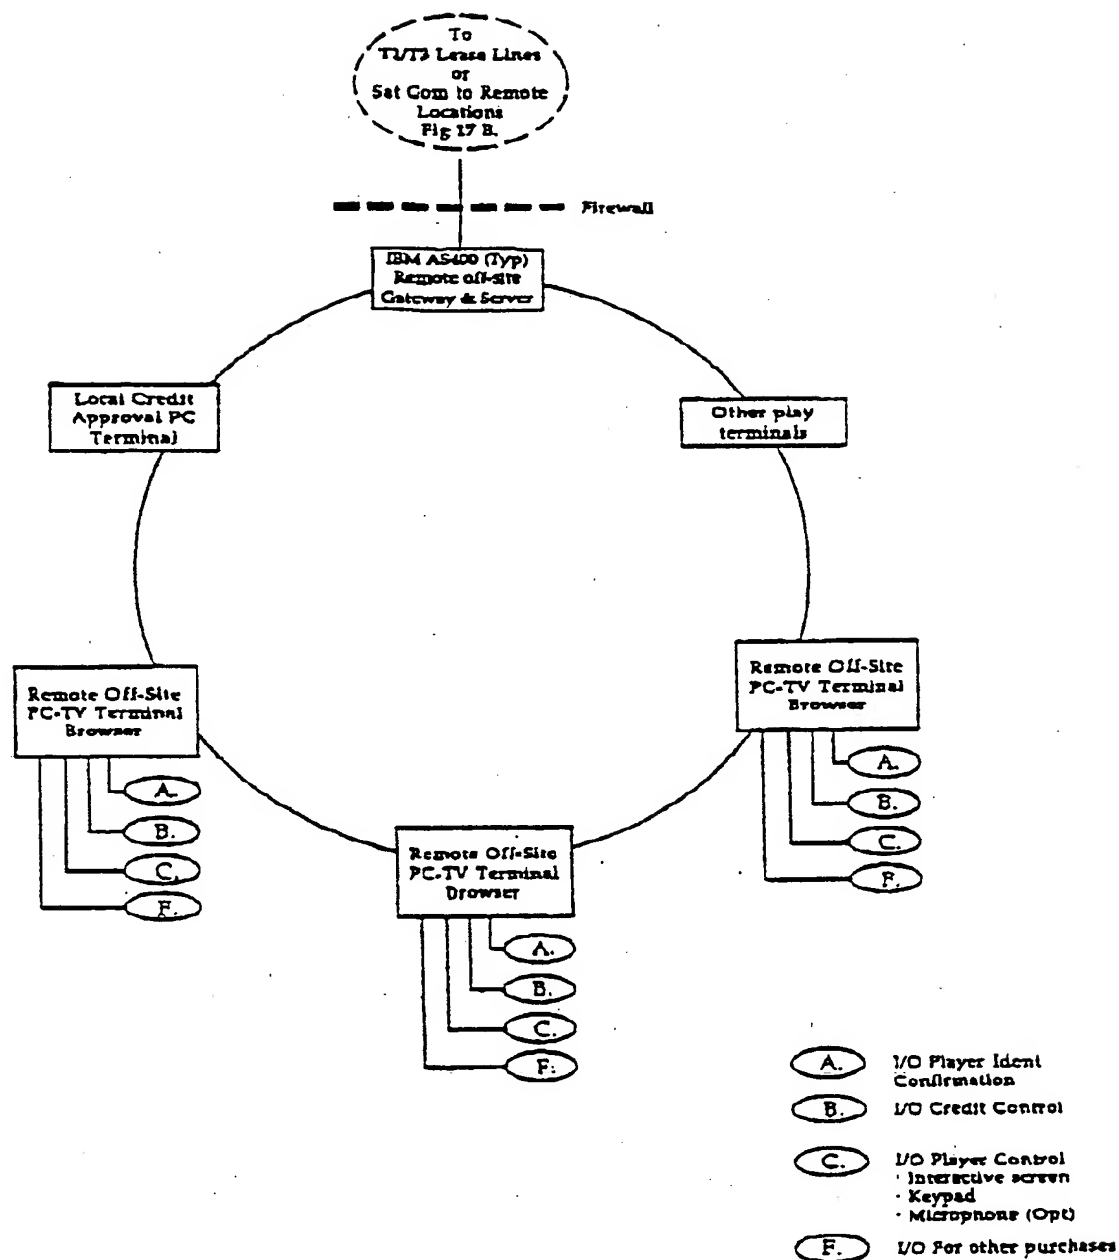 To
T1/T3 Lease Lines
or
Sat Com to Remote
Locations
Fig 17 B.
Firewall
IBM AS400 (Typ)
Remote off-site
Gateway & Server
Local Credit
Approval PC
Terminal
Other play
terminals
Remote Off-Site
PC-TV Terminal
Browser
A.
B.
C.
F.
Remote Off-Site
PC-TV Terminal
Browser
A.
B.
C.
F.
Remote Off-Site
PC-TV Terminal
Browser
A.
B.
C.
F.
A. I/O Player Ident
Confirmation
B. I/O Credit Control
C. I/O Player Control
· Interactive screen
· Keypad
· Microphone (Opt)
F. I/O For other purchases